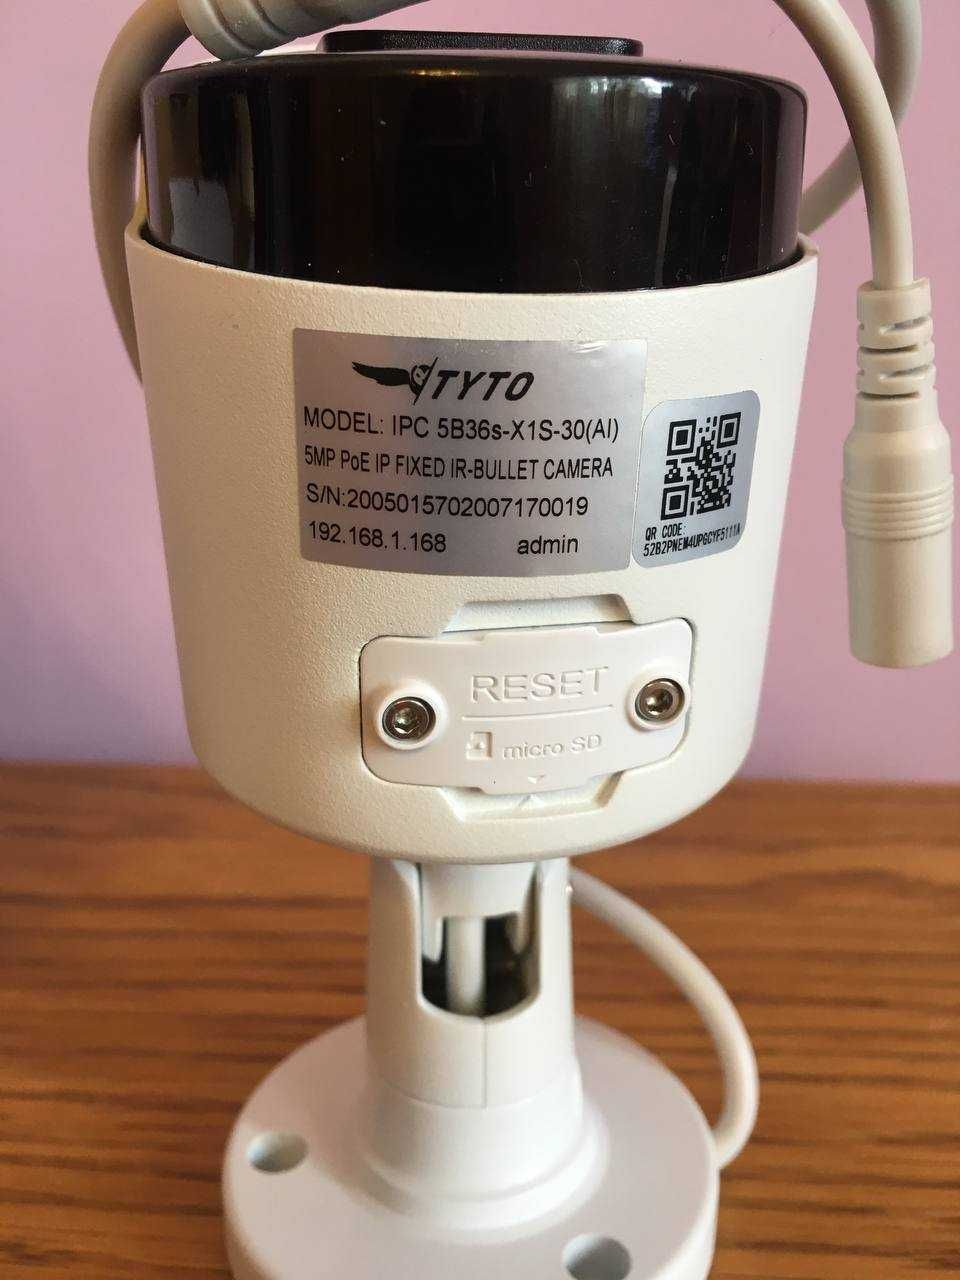 TYTO
MODEL: IPC 5B36s-X1S-30(AI)
5MP PoE IP FIXED IR-BULLET CAMERA
S/N:2005015702007170019
192.168.1.168 admin
QR CODE:
52B2PNEM4UPGCYF5111A
RESET
micro SD